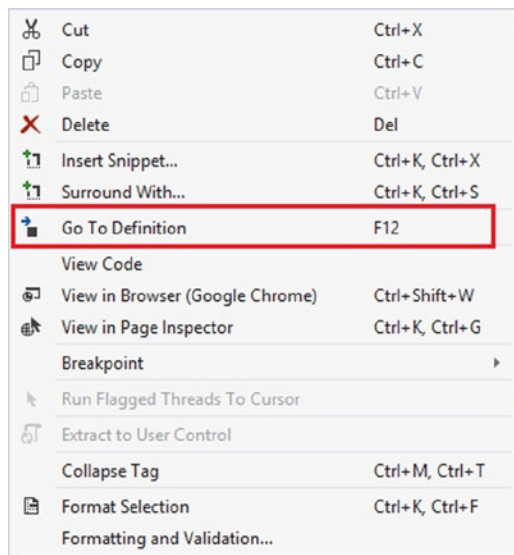 Cut Ctrl+X
Copy Ctrl+C
Paste Ctrl+V
Delete Del
Insert Snippet... Ctrl+K, Ctrl+X
Surround With... Ctrl+K, Ctrl+S
Go To Definition F12
View Code
View in Browser (Google Chrome) Ctrl+Shift+W
View in Page Inspector Ctrl+K, Ctrl+G
Breakpoint
Run Flagged Threads To Cursor
Extract to User Control
Collapse Tag Ctrl+M, Ctrl+T
Format Selection Ctrl+K, Ctrl+F
Formatting and Validation...